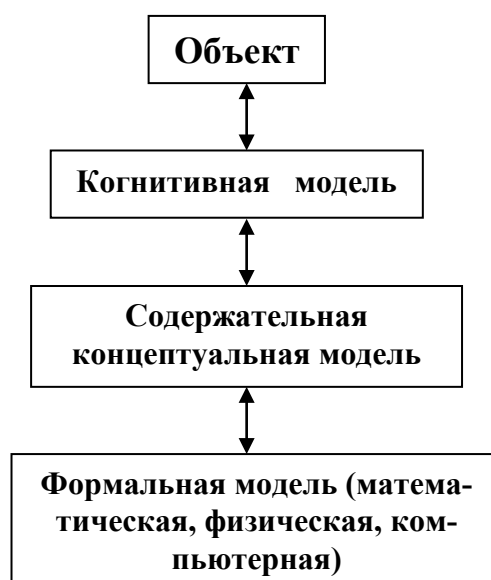 Объект
Когнитивная модель
Содержательная
концептуальная модель
Формальная модель (матема-
тическая, физическая, ком-
пьютерная)